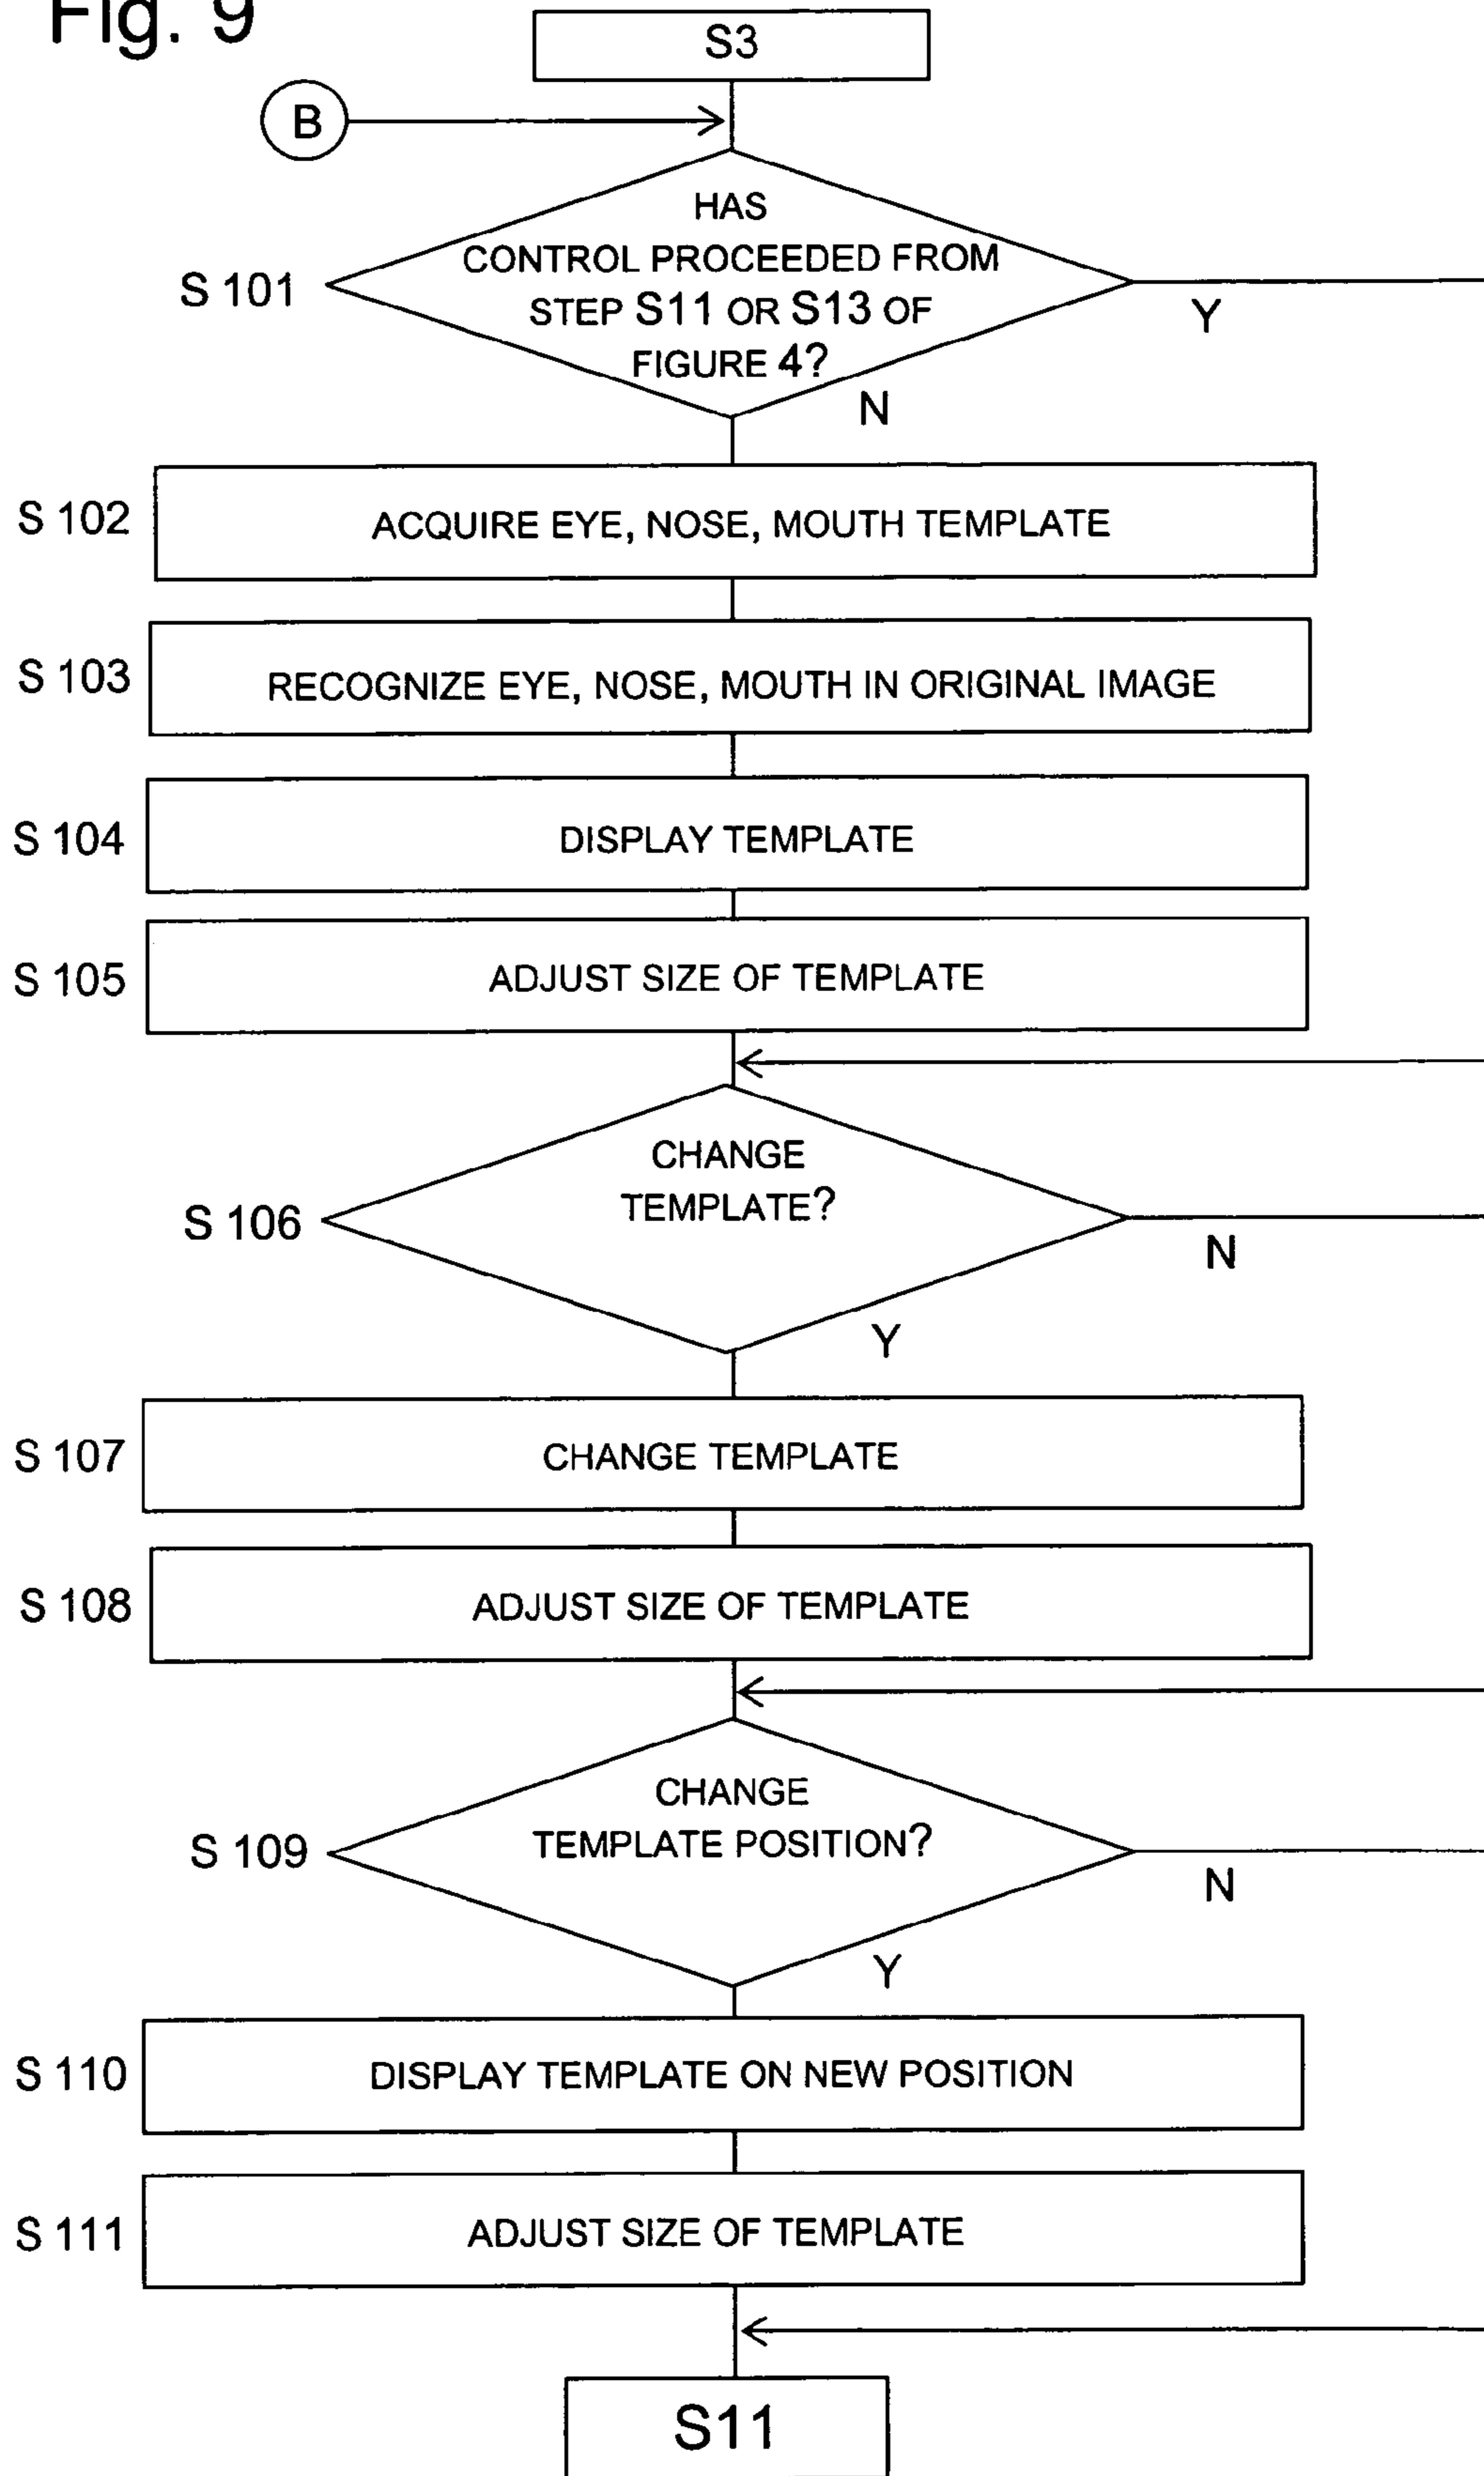 Fig. 9
S3
B
HAS
CONTROL PROCEEDED FROM
STEP S11 OR S13 OF
FIGURE 4?
S 101
Y
N
S 102
ACQUIRE EYE, NOSE, MOUTH TEMPLATE
S 103
RECOGNIZE EYE, NOSE, MOUTH IN ORIGINAL IMAGE
S 104
DISPLAY TEMPLATE
S 105
ADJUST SIZE OF TEMPLATE
CHANGE
TEMPLATE?
S 106
N
Y
S 107
CHANGE TEMPLATE
S 108
ADJUST SIZE OF TEMPLATE
CHANGE
TEMPLATE POSITION?
S 109
N
Y
S 110
DISPLAY TEMPLATE ON NEW POSITION
S 111
ADJUST SIZE OF TEMPLATE
S11